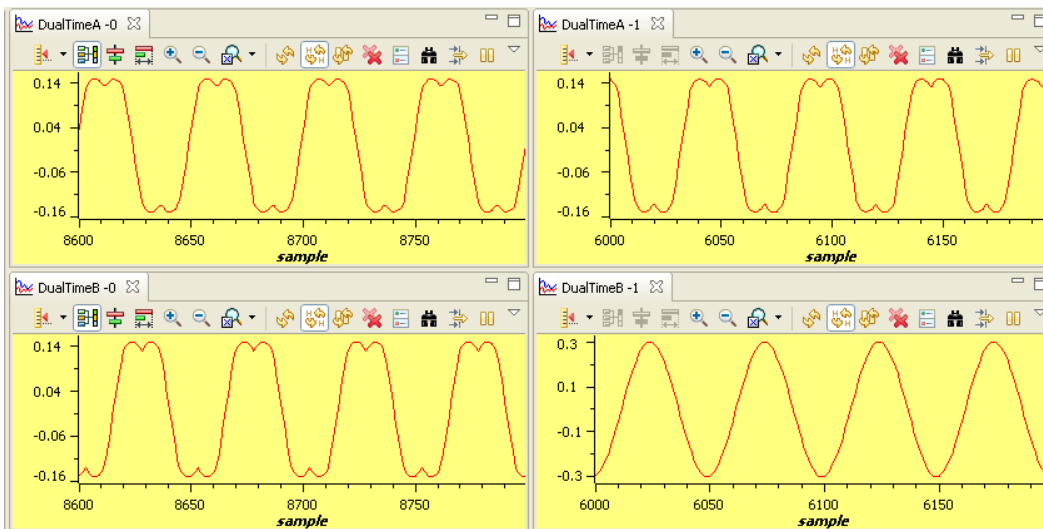 DualTimeA -0
0.14
0.04
-0.06
-0.16
8600 8650 8700 8750
sample
DualTimeA -1
0.14
0.04
-0.06
-0.16
6000 6050 6100 6150
sample
DualTimeB -0
0.14
0.04
-0.06
-0.16
8600 8650 8700 8750
sample
DualTimeB -1
0.3
0.1
-0.1
-0.3
6000 6050 6100 6150
sample